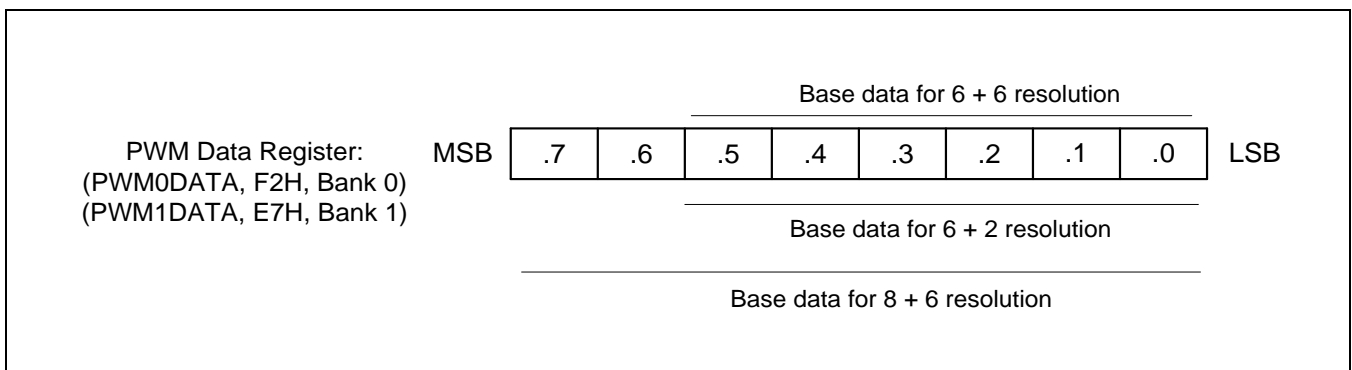 Base data for 6 + 6 resolution
PWM Data Register:
(PWM0DATA, F2H, Bank 0)
(PWM1DATA, E7H, Bank 1)
MSB .7 .6 .5 .4 .3 .2 .1 .0 LSB
Base data for 6 + 2 resolution
Base data for 8 + 6 resolution